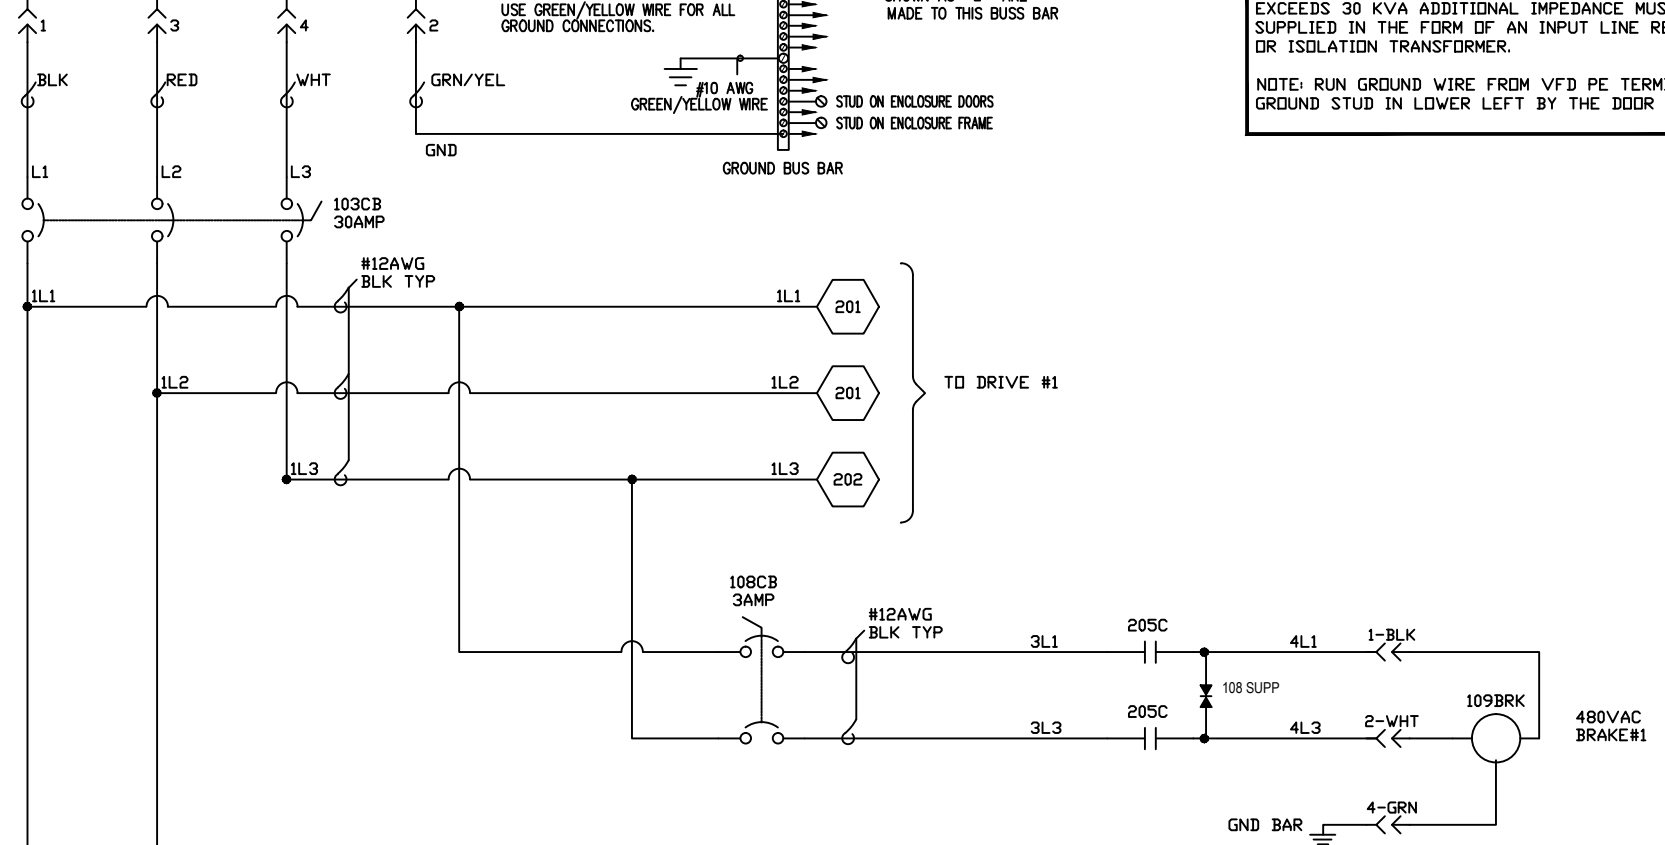 USE GREEN/YELLOW WIRE FOR ALL
GROUND CONNECTIONS.
MADE TO THIS BUSS BAR
EXCEEDS 30 KVA ADDITIONAL IMPEDANCE MUS
SUPPLIED IN THE FORM OF AN INPUT LINE RE
OR ISOLATION TRANSFORMER.
NOTE: RUN GROUND WIRE FROM VFD PE TERMI
GROUND STUD IN LOWER LEFT BY THE DOOR
1
3
4
2
BLK
RED
WHT
GRN/YEL
#10 AWG
GREEN/YELLOW WIRE
STUD ON ENCLOSURE DOORS
STUD ON ENCLOSURE FRAME
GND
GROUND BUS BAR
L1
L2
L3
103CB
30AMP
#12AWG
BLK TYP
1L1
1L1
201
1L2
1L2
201
TO DRIVE #1
1L3
1L3
202
108CB
3AMP
#12AWG
BLK TYP
3L1
205C
4L1
1-BLK
108 SUPP
3L3
205C
4L3
2-WHT
109BRK
480VAC
BRAKE#1
4-GRN
GND BAR